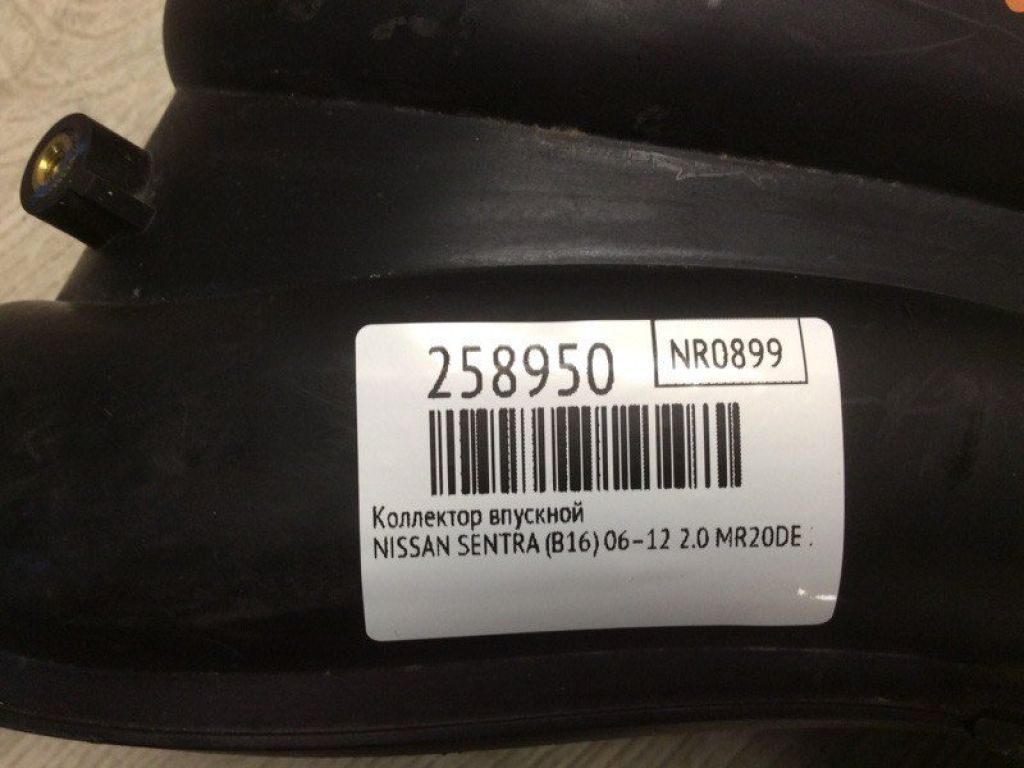 258950
NR0899
Коллектор впускной
NISSAN SENTRA (B16) 06-12 2.0 MR20DE